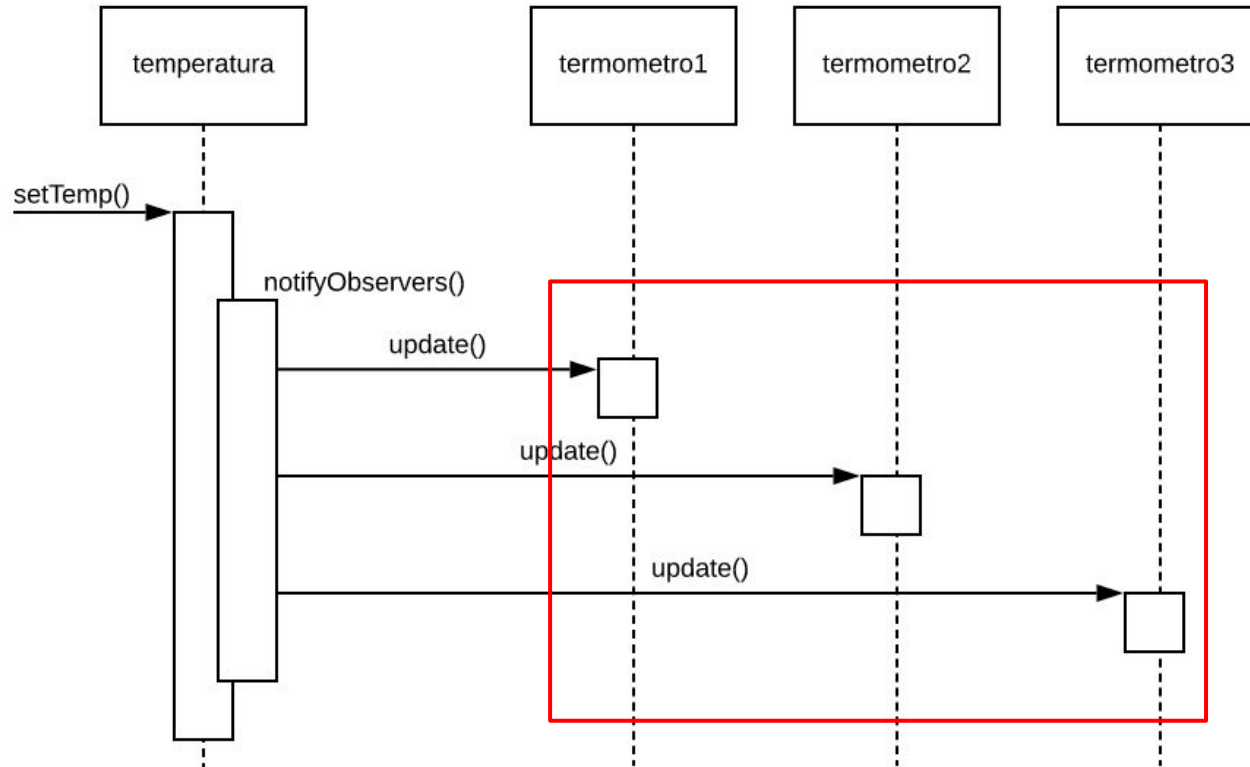 temperatura
termometro1
termometro2
termometro3
setTemp()
notifyObservers()
update()
update()
update()